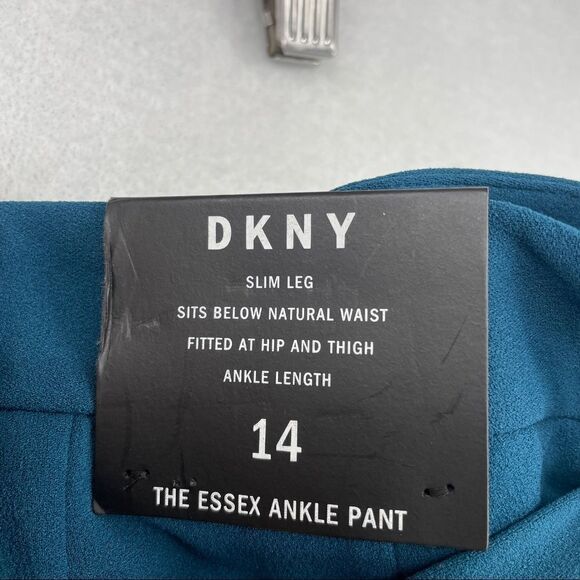 DKNY
SLIM LEG
SITS BELOW NATURAL WAIST
FITTED AT HIP AND THIGH
ANKLE LENGTH
14
THE ESSEX ANKLE PANT